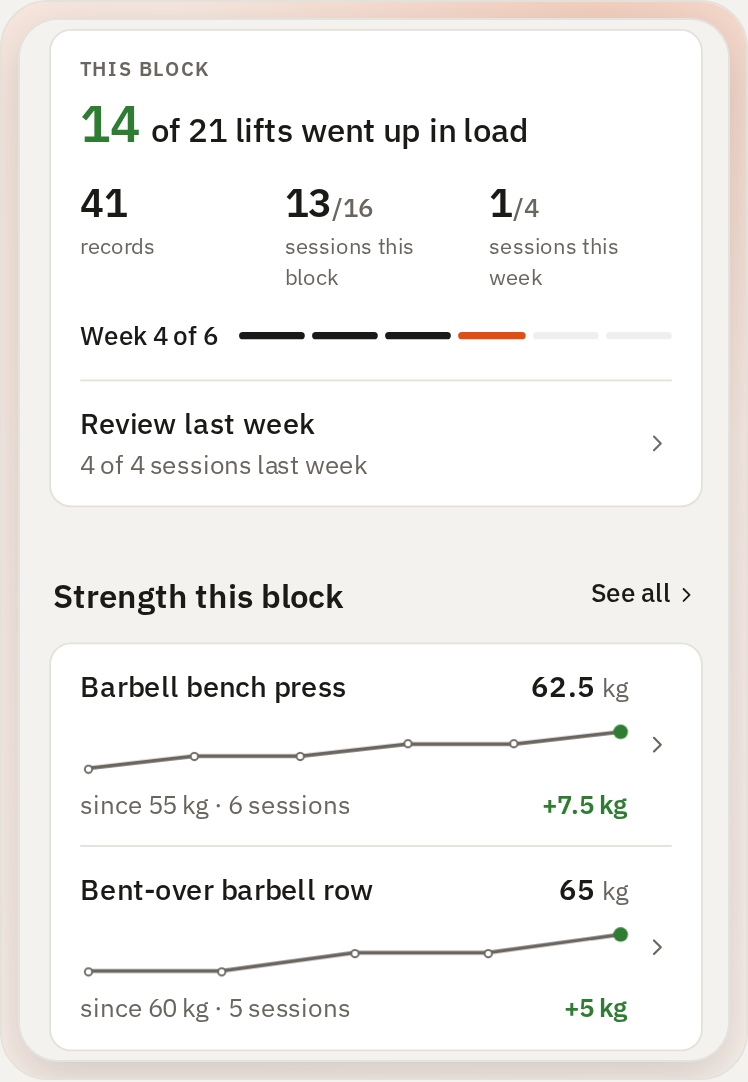 THIS BLOCK
14 of 21 lifts went up in load
41 13/16 1/4
records sessions this sessions this
block week
Week 4 of 6
Review last week
4 of 4 sessions last week
Strength this block See all
Barbell bench press 62.5 kg
since 55 kg · 6 sessions +7.5 kg
Bent-over barbell row 65 kg
since 60 kg · 5 sessions +5 kg